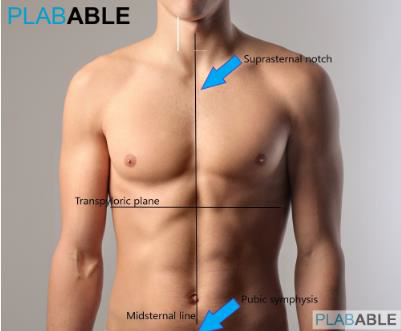 PLABABLE
Suprasternal notch
Transpyloric plane
Pubic symphysis
Midsternal line
PLABABLE